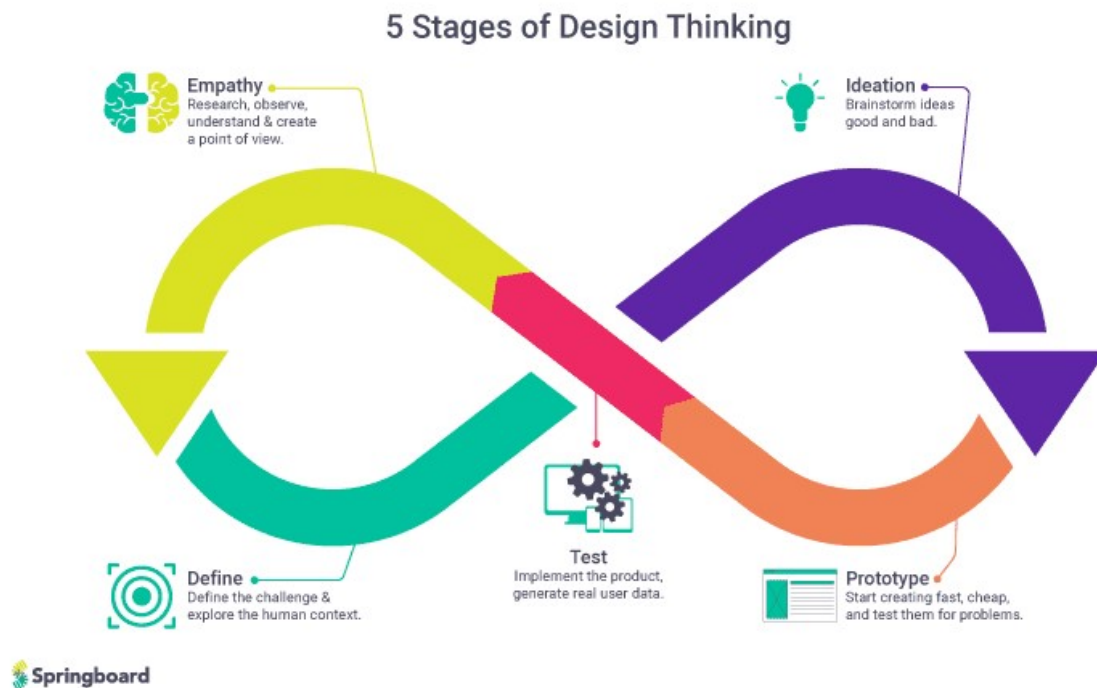 5 Stages of Design Thinking
Empathy
Research, observe,
understand & create
a point of view.
Ideation
Brainstorm ideas
good and bad.
Define
Define the challenge &
explore the human context.
Test
Implement the product,
generate real user data.
Prototype
Start creating fast, cheap,
and test them for problems.
Springboard